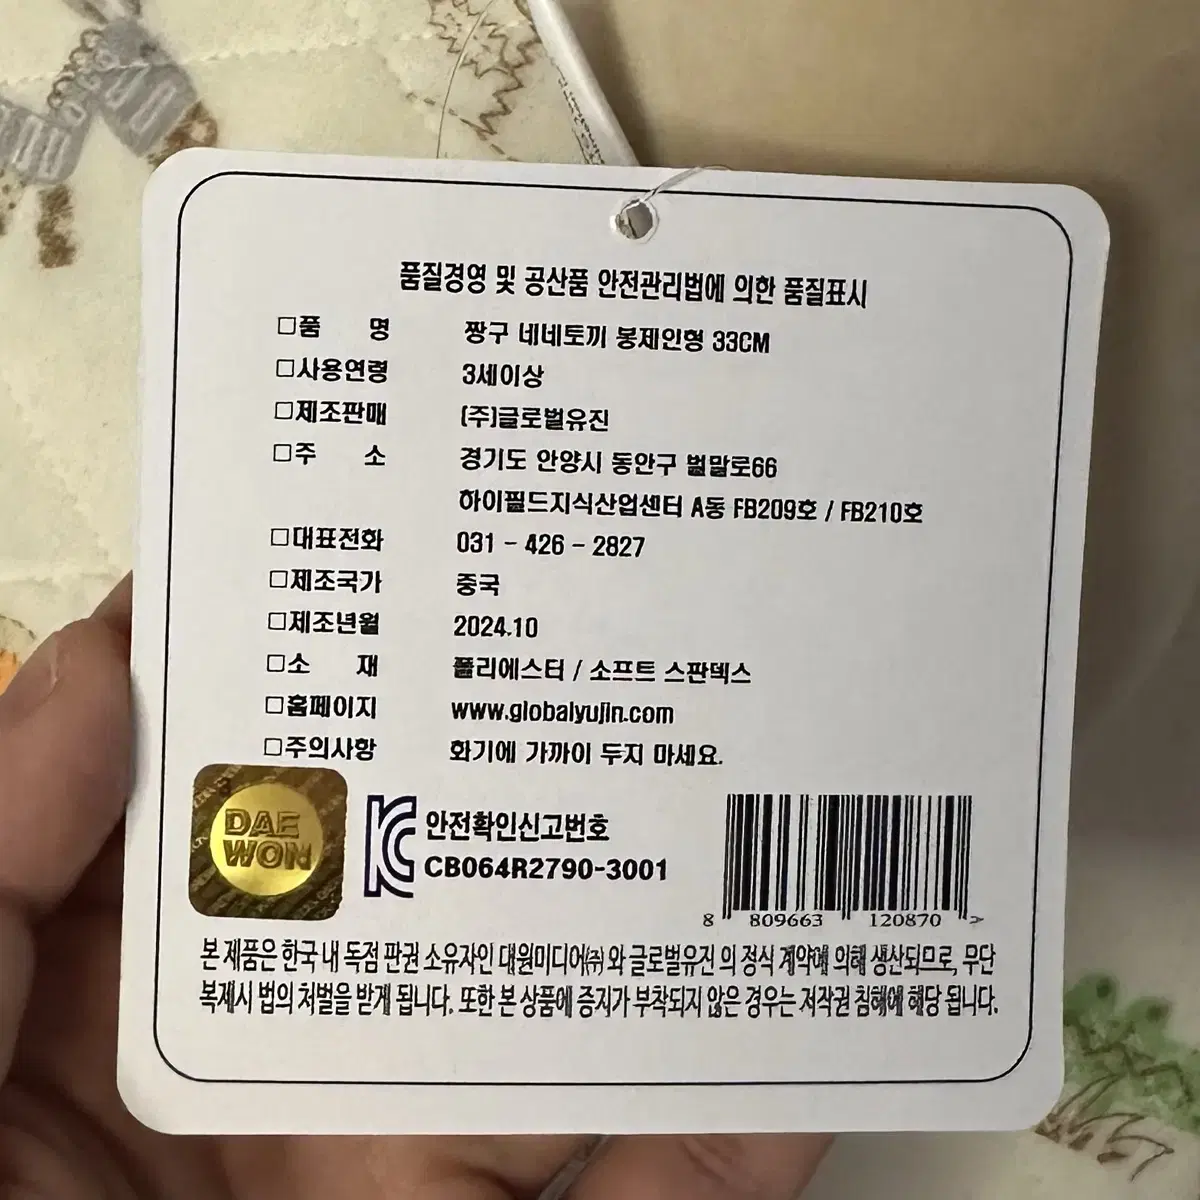 품질경영 및 공산품 안전관리법에 의한 품질표시
□품 명 짱구 네네토끼 봉제인형 33CM
□사용연령 3세이상
□제조판매 (주)글로벌유진
□주 소 경기도 안양시 동안구 벌말로66
하이필드지식산업센터 A동 FB209호 / FB210호
□대표전화 031 - 426 - 2827
□제조국가 중국
□제조년월 2024.10
□소 재 폴리에스터 / 소프트 스판덱스
□홈페이지 www.globalyujin.com
□주의사항 화기에 가까이 두지 마세요.
DAE
WON
안전확인신고번호
CB064R2790-3001
8 809663 120870 >
본 제품은 한국 내 독점 판권 소유자인 대원미디어㈜ 와 글로벌유진 의 정식 계약에 의해 생산되므로, 무단
복제시 법의 처벌을 받게 됩니다. 또한 본 상품에 증지가 부착되지 않은 경우는 저작권 침해에 해당 됩니다.